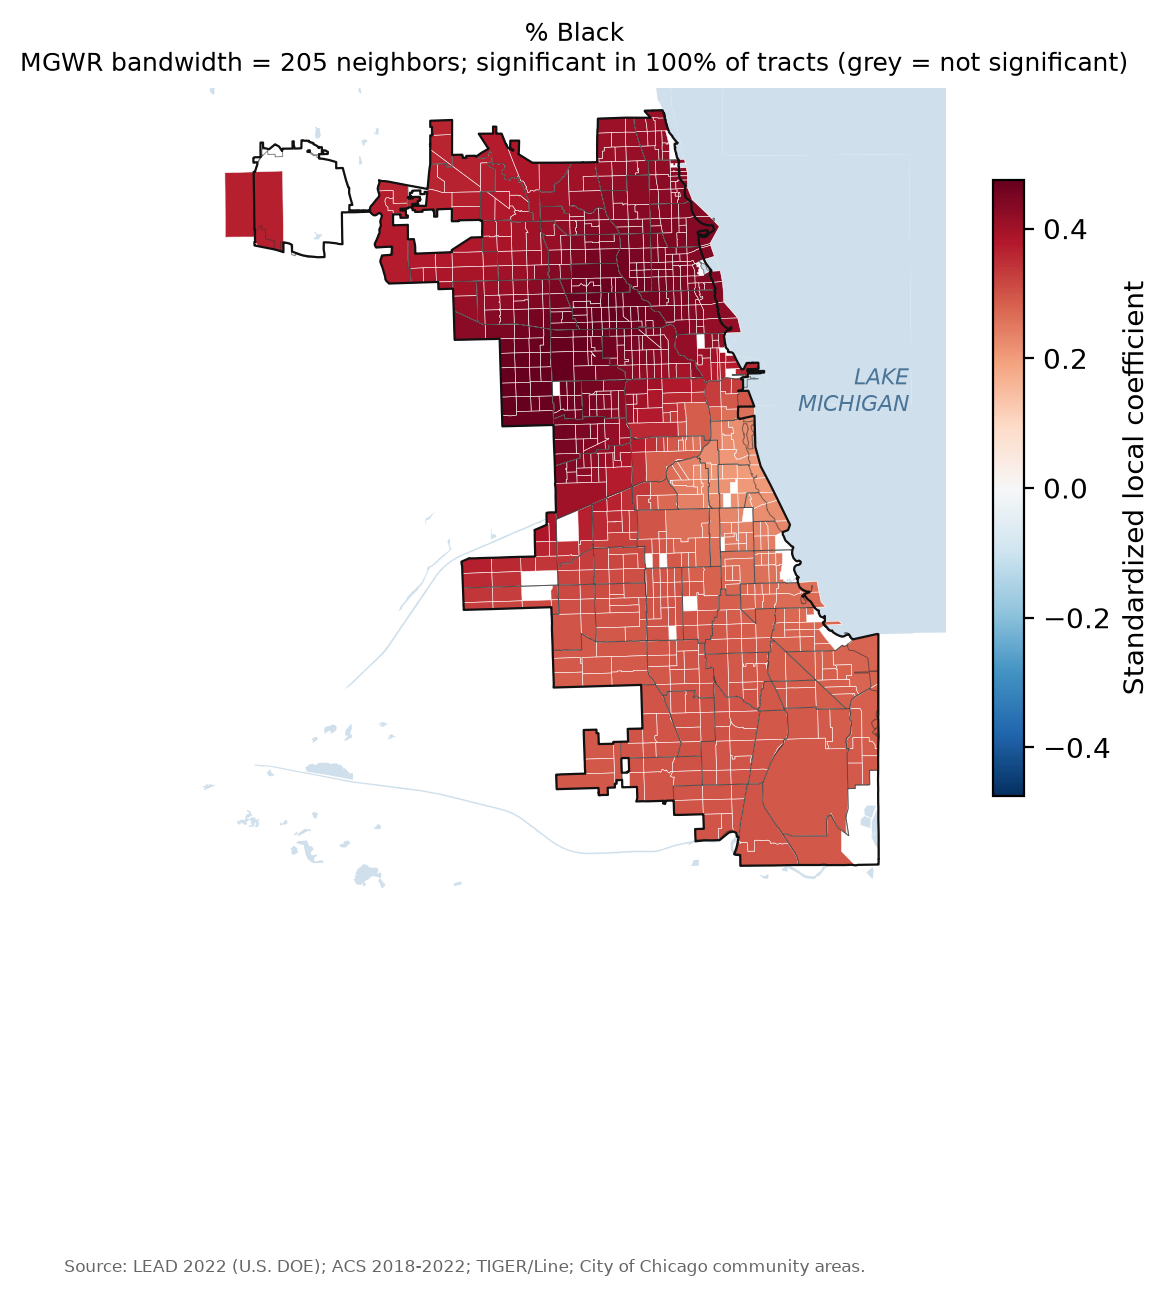 % Black
MGWR bandwidth = 205 neighbors; significant in 100% of tracts (grey = not significant)
0.4
0.2
0.0
−0.2
−0.4
Standardized local coefficient
LAKE
MICHIGAN
Source: LEAD 2022 (U.S. DOE); ACS 2018-2022; TIGER/Line; City of Chicago community areas.